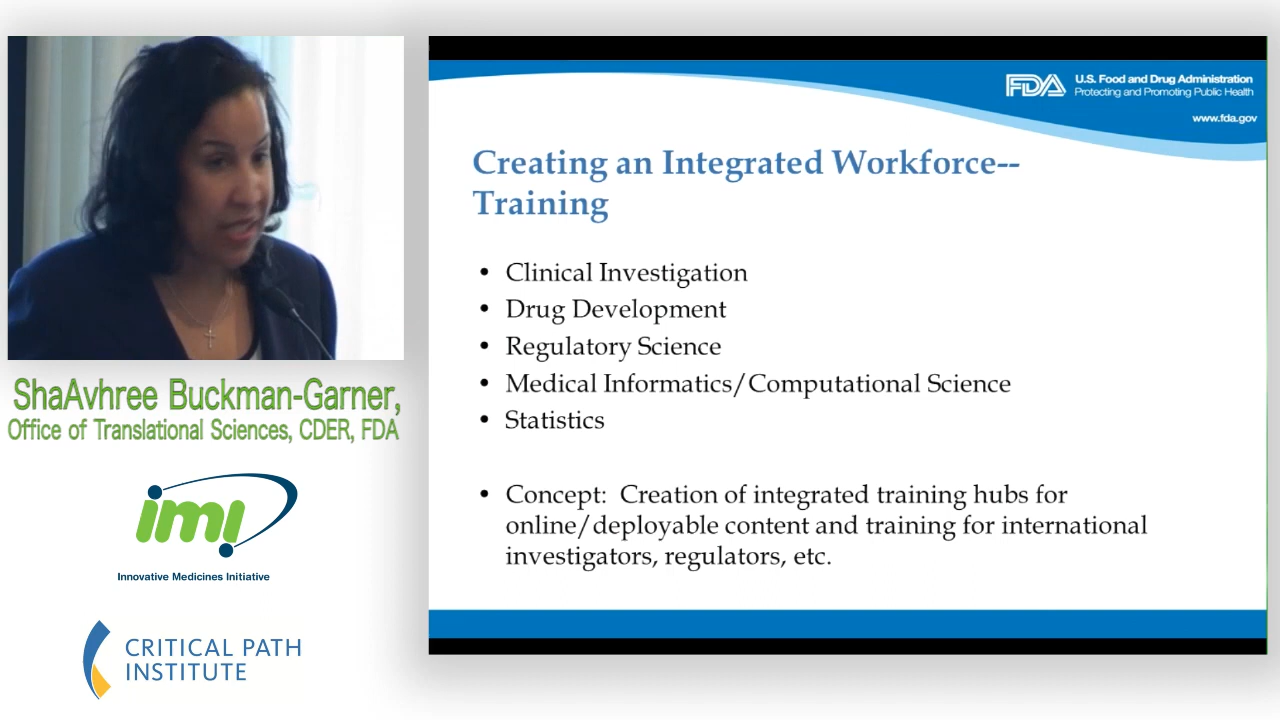 FDA U.S. Food and Drug Administration
Protecting and Promoting Public Health
www.fda.gov
Creating an Integrated Workforce--
Training
• Clinical Investigation
• Drug Development
• Regulatory Science
• Medical Informatics/Computational Science
• Statistics
• Concept: Creation of integrated training hubs for
online/deployable content and training for international
investigators, regulators, etc.
ShaAvhree Buckman-Garner,
Office of Translational Sciences, CDER, FDA
imi
Innovative Medicines Initiative
CRITICAL PATH
INSTITUTE